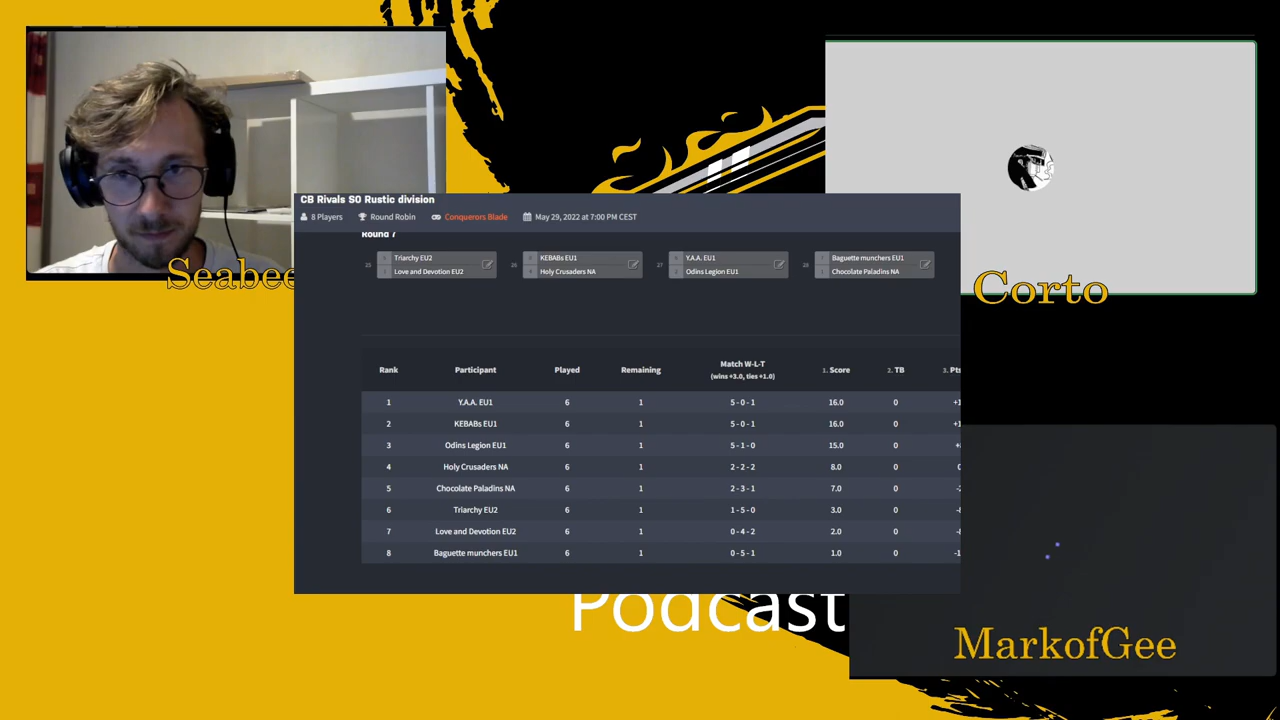 Seabee
Corto
CB Rivals S0 Rustic division
8 Players Round Robin Conquerors Blade May 29, 2022 at 7:00 PM CEST
Round 7
25 Triarchy EU2
Love and Devotion EU2
26 KEBABs EU1
Holy Crusaders NA
27 Y.A.A. EU1
Odins Legion EU1
28 Baguette munchers EU1
Chocolate Paladins NA
Rank Participant Played Remaining Match W-L-T 1. Score 2. TB 3. Pts
(wins +3.0, ties +1.0)
1 Y.A.A. EU1 6 1 5 - 0 - 1 16.0 0
2 KEBABs EU1 6 1 5 - 0 - 1 16.0 0
3 Odins Legion EU1 6 1 5 - 1 - 0 15.0 0
4 Holy Crusaders NA 6 1 2 - 2 - 2 8.0 0
5 Chocolate Paladins NA 6 1 2 - 3 - 1 7.0 0
6 Triarchy EU2 6 1 1 - 5 - 0 3.0 0
7 Love and Devotion EU2 6 1 0 - 4 - 2 2.0 0
8 Baguette munchers EU1 6 1 0 - 5 - 1 1.0 0
Podcast
MarkofGee